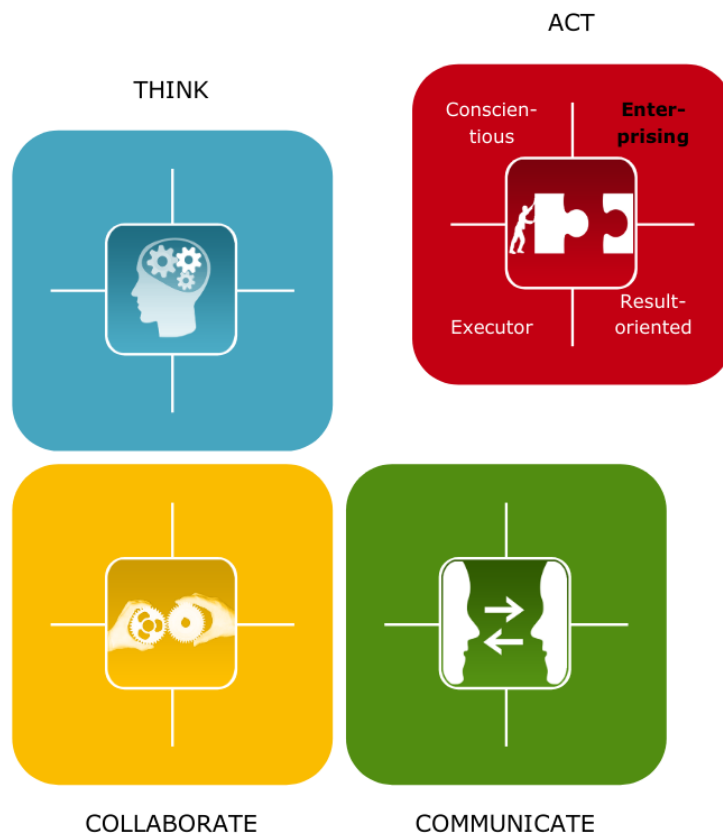 ACT
THINK
Conscien-
tious
Enter-
prising
Executor
Result-
oriented
COLLABORATE
COMMUNICATE